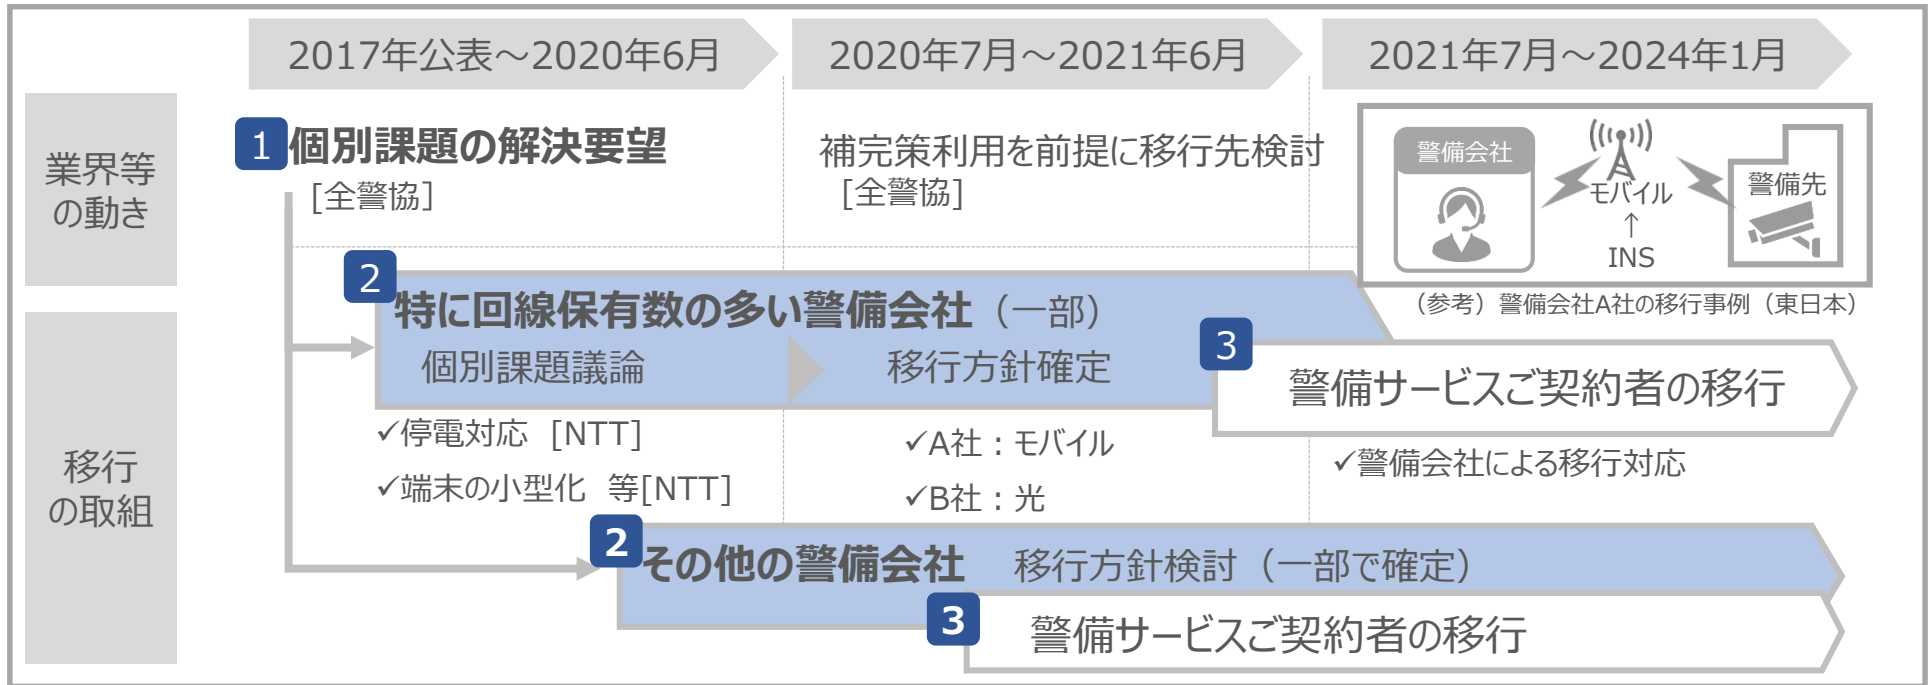 2017年公表～2020年6月
2020年7月～2021年6月
2021年7月～2024年1月
業界等
の動き
1 個別課題の解決要望
[全警協]
補完策利用を前提に移行先検討
[全警協]
警備会社
モバイル
↑
INS
警備先
（参考）警備会社A社の移行事例（東日本）
移行
の取組
2 特に回線保有数の多い警備会社（一部）
個別課題議論
移行方針確定
3 警備サービスご契約者の移行
✓停電対応 [NTT]
✓端末の小型化 等[NTT]
✓A社：モバイル
✓B社：光
✓警備会社による移行対応
2 その他の警備会社 移行方針検討（一部で確定）
3 警備サービスご契約者の移行